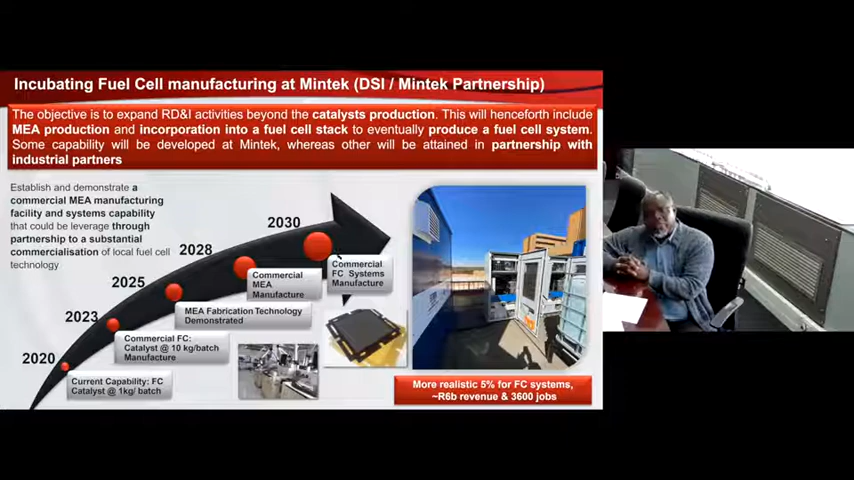 Incubating Fuel Cell manufacturing at Mintek (DSI / Mintek Partnership)
The objective is to expand RD&I activities beyond the catalysts production. This will henceforth include
MEA production and incorporation into a fuel cell stack to eventually produce a fuel cell system.
Some capability will be developed at Mintek, whereas other will be attained in partnership with
industrial partners
Establish and demonstrate a
commercial MEA manufacturing
facility and systems capability
that could be leverage through
partnership to a substantial
commercialisation of local fuel cell
technology
2030
Commercial
FC Systems
Manufacture
2028
Commercial
MEA
Manufacture
2025
MEA Fabrication Technology
Demonstrated
2023
Commercial FC:
Catalyst @ 10 kg/batch
Manufacture
2020
Current Capability: FC
Catalyst @ 1kg/ batch
More realistic 5% for FC systems,
~R6b revenue & 3600 jobs